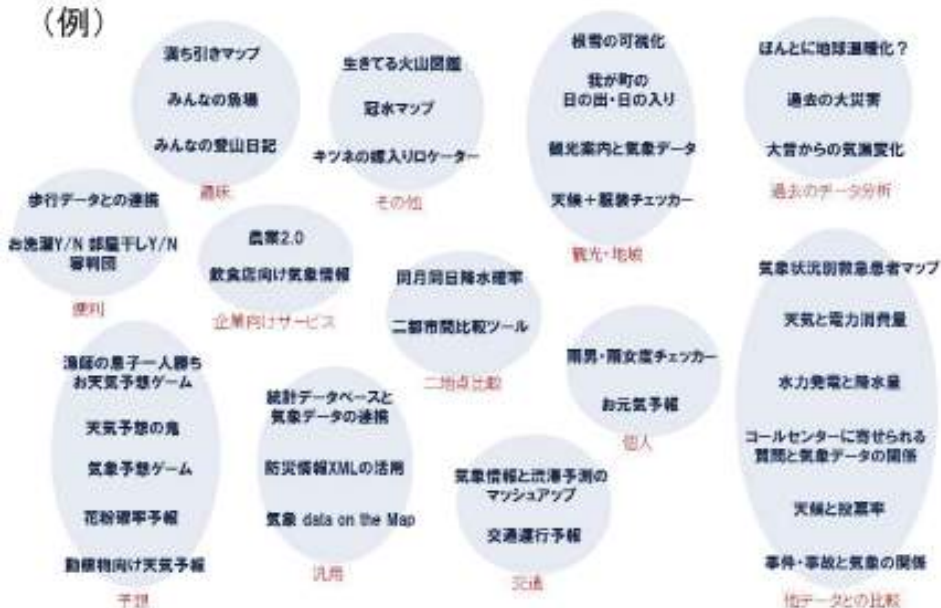 (例)
満ち引きマップ
みんなの魚場
みんなの登山日記
趣味
生きてる火山図鑑
冠水マップ
キツネの嫁入りロケーター
その他
根雪の可視化
我が町の
日の出・日の入り
観光案内と気象データ
天候+服装チェッカー
観光・地域
ほんとに地球温暖化?
過去の大災害
大昔からの気温変化
過去のデータ分析
歩行データとの連携
お洗濯Y/N 部屋干しY/N
審判団
便利
農業2.0
飲食店向け気象情報
企業向けサービス
同月同日降水確率
二都市間比較ツール
二地点比較
雨男・雨女度チェッカー
お元気予報
個人
気象状況別救急患者マップ
天気と電力消費量
水力発電と降水量
コールセンターに寄せられる
質問と気象データの関係
天候と投票率
事件・事故と気象の関係
他データとの比較
漁師の息子一人勝ち
お天気予想ゲーム
天気予想の鬼
気象予想ゲーム
花粉確率予報
動植物向け天気予報
予想
統計データベースと
気象データの連携
防災情報XMLの活用
気象 data on the Map
汎用
気象情報と渋滞予測の
マッシュアップ
交通運行予報
交通